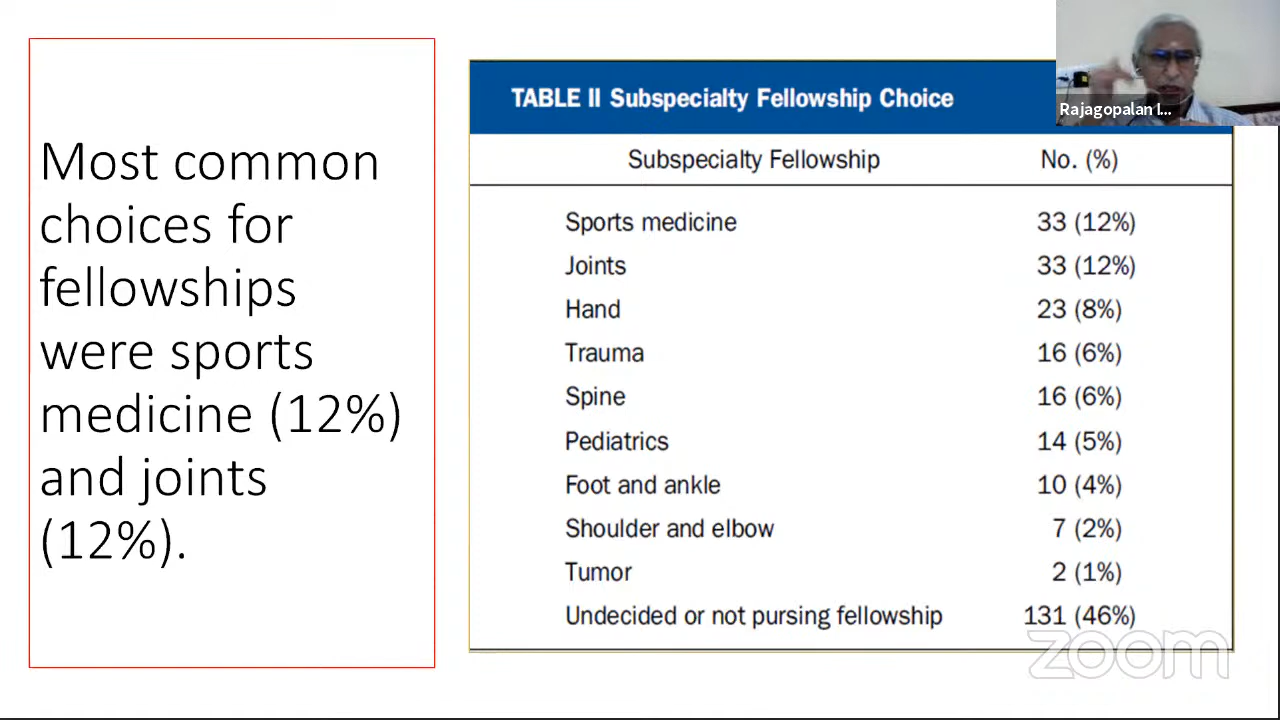 Most common
choices for
fellowships
were sports
medicine (12%)
and joints
(12%).
TABLE II Subspecialty Fellowship Choice
Subspecialty Fellowship No. (%)
Sports medicine 33 (12%)
Joints 33 (12%)
Hand 23 (8%)
Trauma 16 (6%)
Spine 16 (6%)
Pediatrics 14 (5%)
Foot and ankle 10 (4%)
Shoulder and elbow 7 (2%)
Tumor 2 (1%)
Undecided or not pursing fellowship 131 (46%)
Rajagopalan I...
zoom